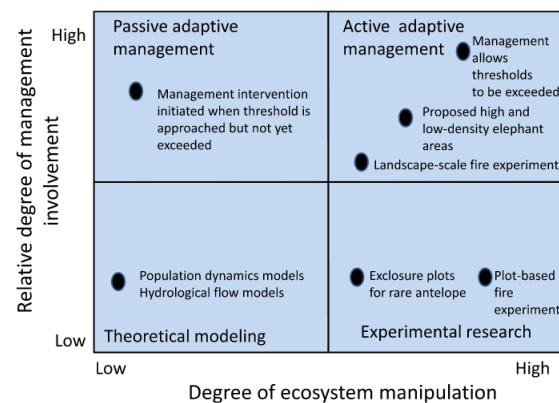 Relative degree of management
involvement
High
Low
Passive adaptive
management
Management intervention
initiated when threshold is
approached but not yet
exceeded
Active adaptive
management
Management
allows
thresholds
to be exceeded
Proposed high and
low-density elephant
areas
Landscape-scale fire experiment
Population dynamics models
Hydrological flow models
Theoretical modeling
Exclosure plots
for rare antelope
Plot-based
fire
experiment
Experimental research
Low
High
Degree of ecosystem manipulation